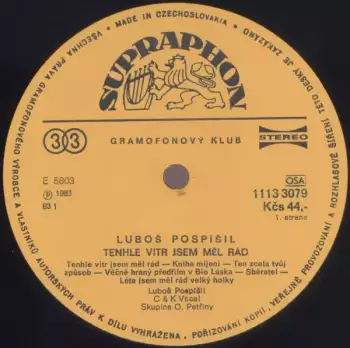 VŠECHNA PRÁVA GRAMOFONOVÉHO VÝROBCE A VLASTNÍKŮ AUTORSKÝCH PRÁV K DÍLU VYHRAŽENA. POŘIZOVÁNÍ KOPIÍ, VEŘEJNÉ PROVOZOVÁNÍ A ROZHLASOVÉ ŠÍŘENÍ TÉTO DESKY JE ZAKÁZÁNO
MADE IN CZECHOSLOVAKIA
SUPRAPHON
33
GRAMOFONOVÝ KLUB
STEREO
E 5803
℗ 1983
83 1
OSA
1113 3079
Kčs 44,-
1. strana
LUBOŠ POSPÍŠIL
TENHLE VÍTR JSEM MĚL RÁD
Tenhle vítr jsem měl rád — Kniha míjení — Ten zcela tvůj
způsob — Věčně hraný předfilm v Bio Láska — Sběratel —
Léta jsem měl rád velký holky
Luboš Pospíšil
C & K Vocal
Skupina O. Petřiny